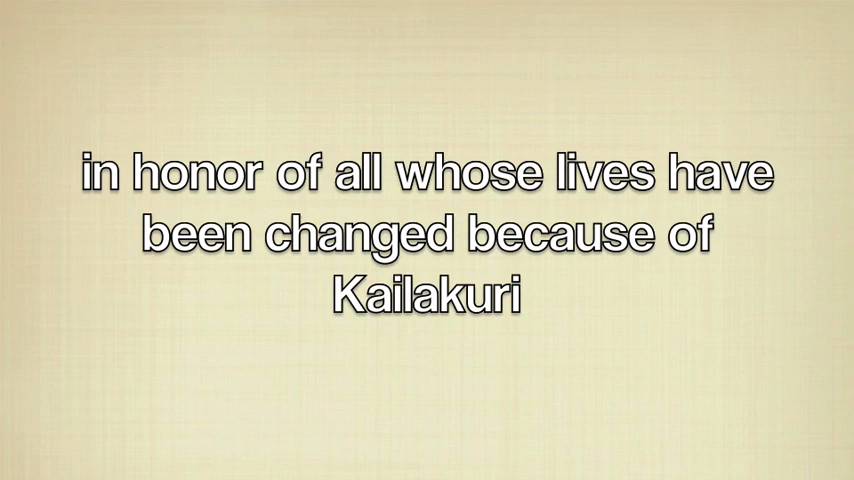 in honor of all whose lives have
been changed because of
Kailakuri